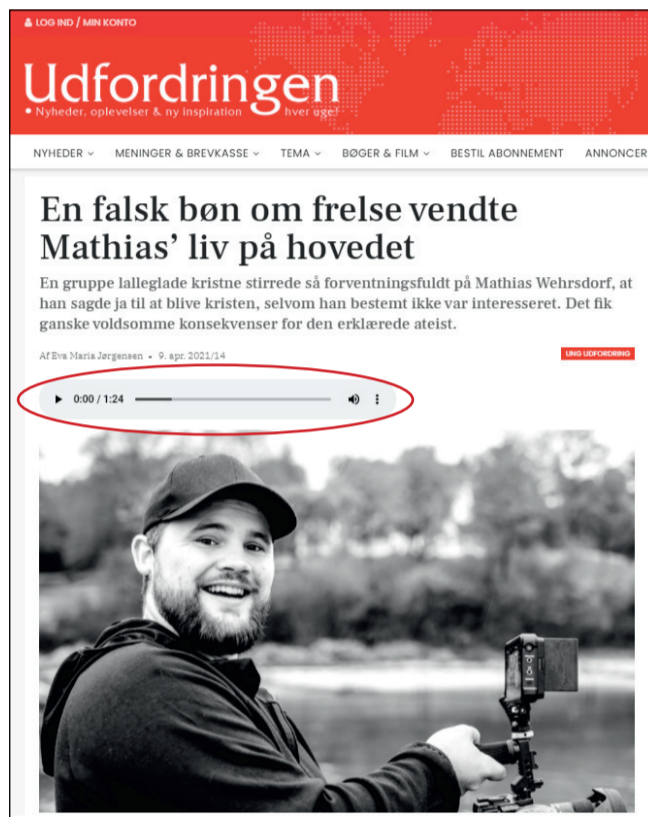 LOG IND / MIN KONTO
Udfordringen
• Nyheder, oplevelser & ny inspiration hver uge!
NYHEDER MENINGER & BREVKASSE TEMA BØGER & FILM BESTIL ABONNEMENT ANNONCER
En falsk bøn om frelse vendte
Mathias’ liv på hovedet
En gruppe lalleglade kristne stirrede så forventningsfuldt på Mathias Wehrsdorf, at
han sagde ja til at blive kristen, selvom han bestemt ikke var interesseret. Det fik
ganske voldsomme konsekvenser for den erklærede ateist.
Af Eva Maria Jørgensen • 9. apr. 2021/14
UNG UDFORDRING
0:00 / 1:24